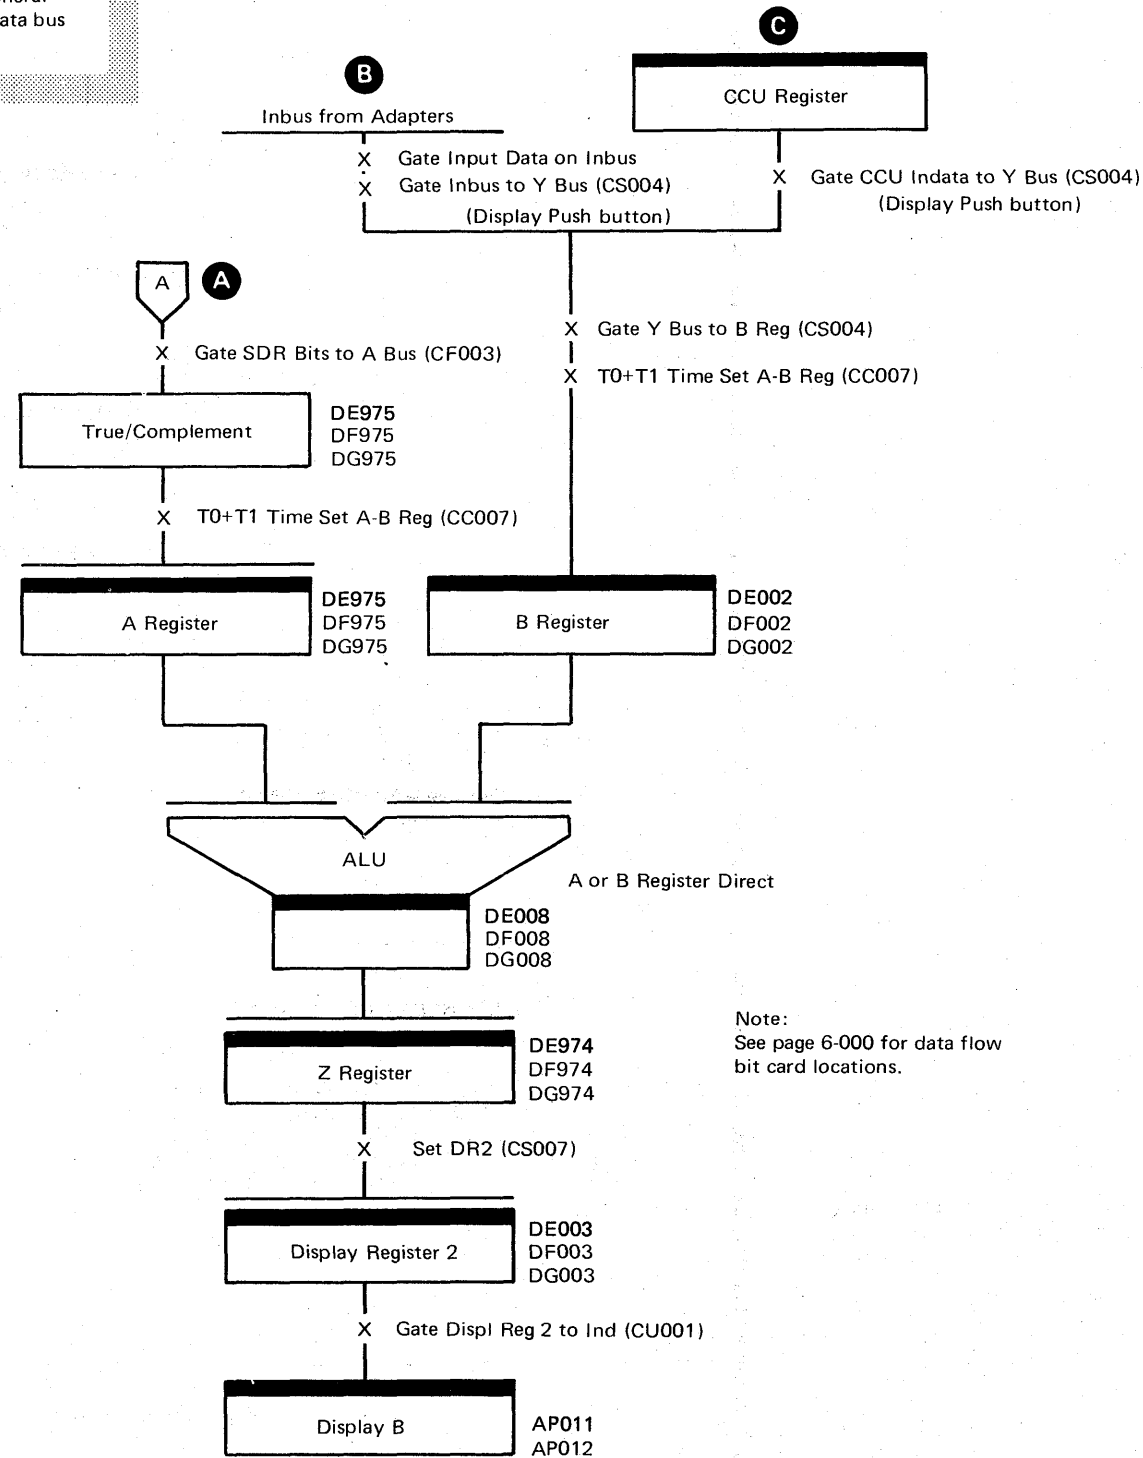 ata bus
C
B
CCU Register
Inbus from Adapters
X Gate Input Data on Inbus
X Gate Inbus to Y Bus (CS004)
(Display Push button)
X Gate CCU Indata to Y Bus (CS004)
(Display Push button)
A A
X Gate Y Bus to B Reg (CS004)
X Gate SDR Bits to A Bus (CF003)
X T0+T1 Time Set A-B Reg (CC007)
True/Complement
DE975
DF975
DG975
X T0+T1 Time Set A-B Reg (CC007)
A Register
DE975
DF975
DG975
B Register
DE002
DF002
DG002
ALU
A or B Register Direct
DE008
DF008
DG008
Note:
See page 6-000 for data flow
bit card locations.
Z Register
DE974
DF974
DG974
X Set DR2 (CS007)
Display Register 2
DE003
DF003
DG003
X Gate Displ Reg 2 to Ind (CU001)
Display B
AP011
AP012